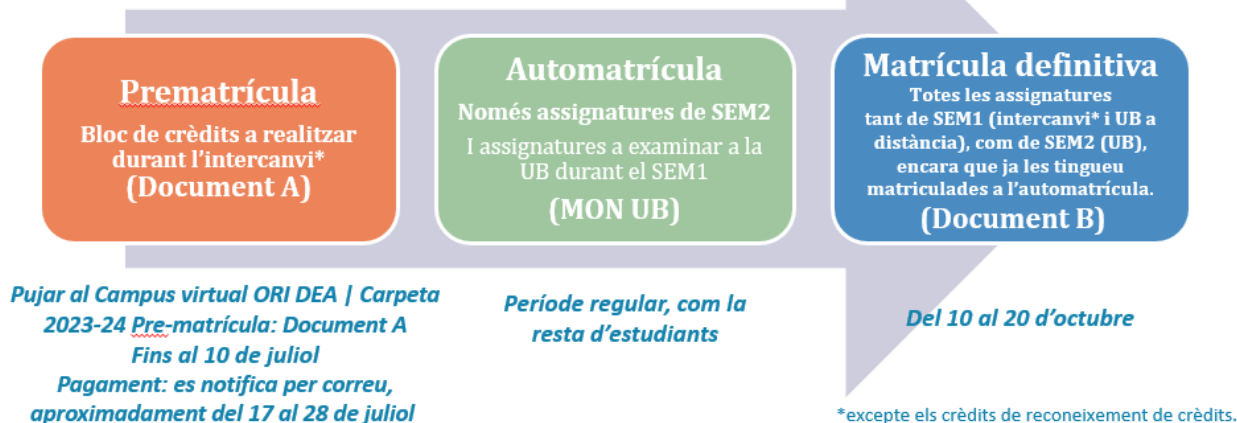 Prematrícula
Bloc de crèdits a realitzar
durant l'intercanvi*
(Document A)
Automatrícula
Només assignatures de SEM2
I assignatures a examinar a la
UB durant el SEM1
(MON UB)
Matrícula definitiva
Totes les assignatures
tant de SEM1 (intercanvi* i UB a
distància), com de SEM2 (UB),
encara que ja les tingueu
matriculades a l'automatrícula.
(Document B)
Pujar al Campus virtual ORI DEA | Carpeta
2023-24 Pre-matrícula: Document A
Fins al 10 de juliol
Pagament: es notifica per correu,
aproximadament del 17 al 28 de juliol
Període regular, com la
resta d'estudiants
Del 10 al 20 d'octubre
*excepte els crèdits de reconeixement de crèdits.